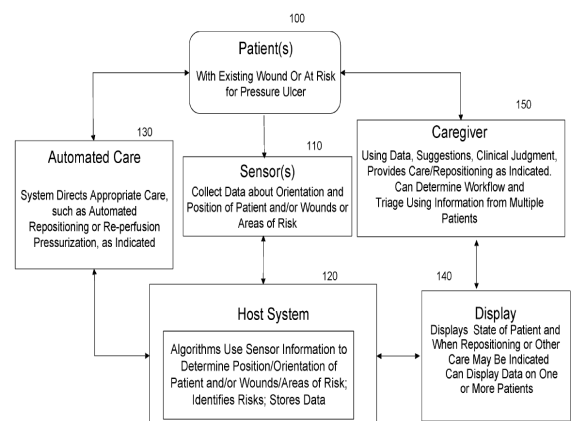 100
Patient(s)
With Existing Wound Or At Risk
for Pressure Ulcer
130
Automated Care
System Directs Appropriate Care,
such as Automated
Repositioning or Re-perfusion
Pressurization, as Indicated
110
Sensor(s)
Collect Data about Orientation and
Position of Patient and/or Wounds or
Areas of Risk
150
Caregiver
Using Data, Suggestions, Clinical Judgment,
Provides Care/Repositioning as Indicated.
Can Determine Workflow and
Triage Using Information from Multiple
Patients
120
Host System
Algorithms Use Sensor Information to
Determine Position/Orientation of
Patient and/or Wounds/Areas of Risk;
Identifies Risks; Stores Data
140
Display
Displays State of Patient and
When Repositioning or Other
Care May Be Indicated
Can Display Data on One
or More Patients